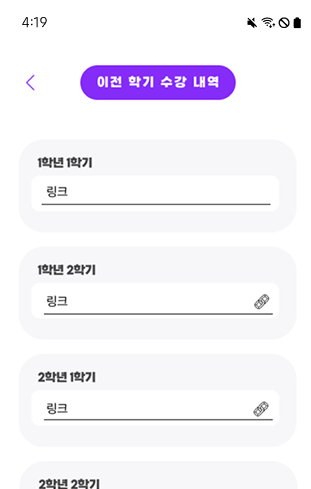 4:19
이전 학기 수강 내역
1학년 1학기
링크
1학년 2학기
링크
2학년 1학기
링크
2학년 2학기